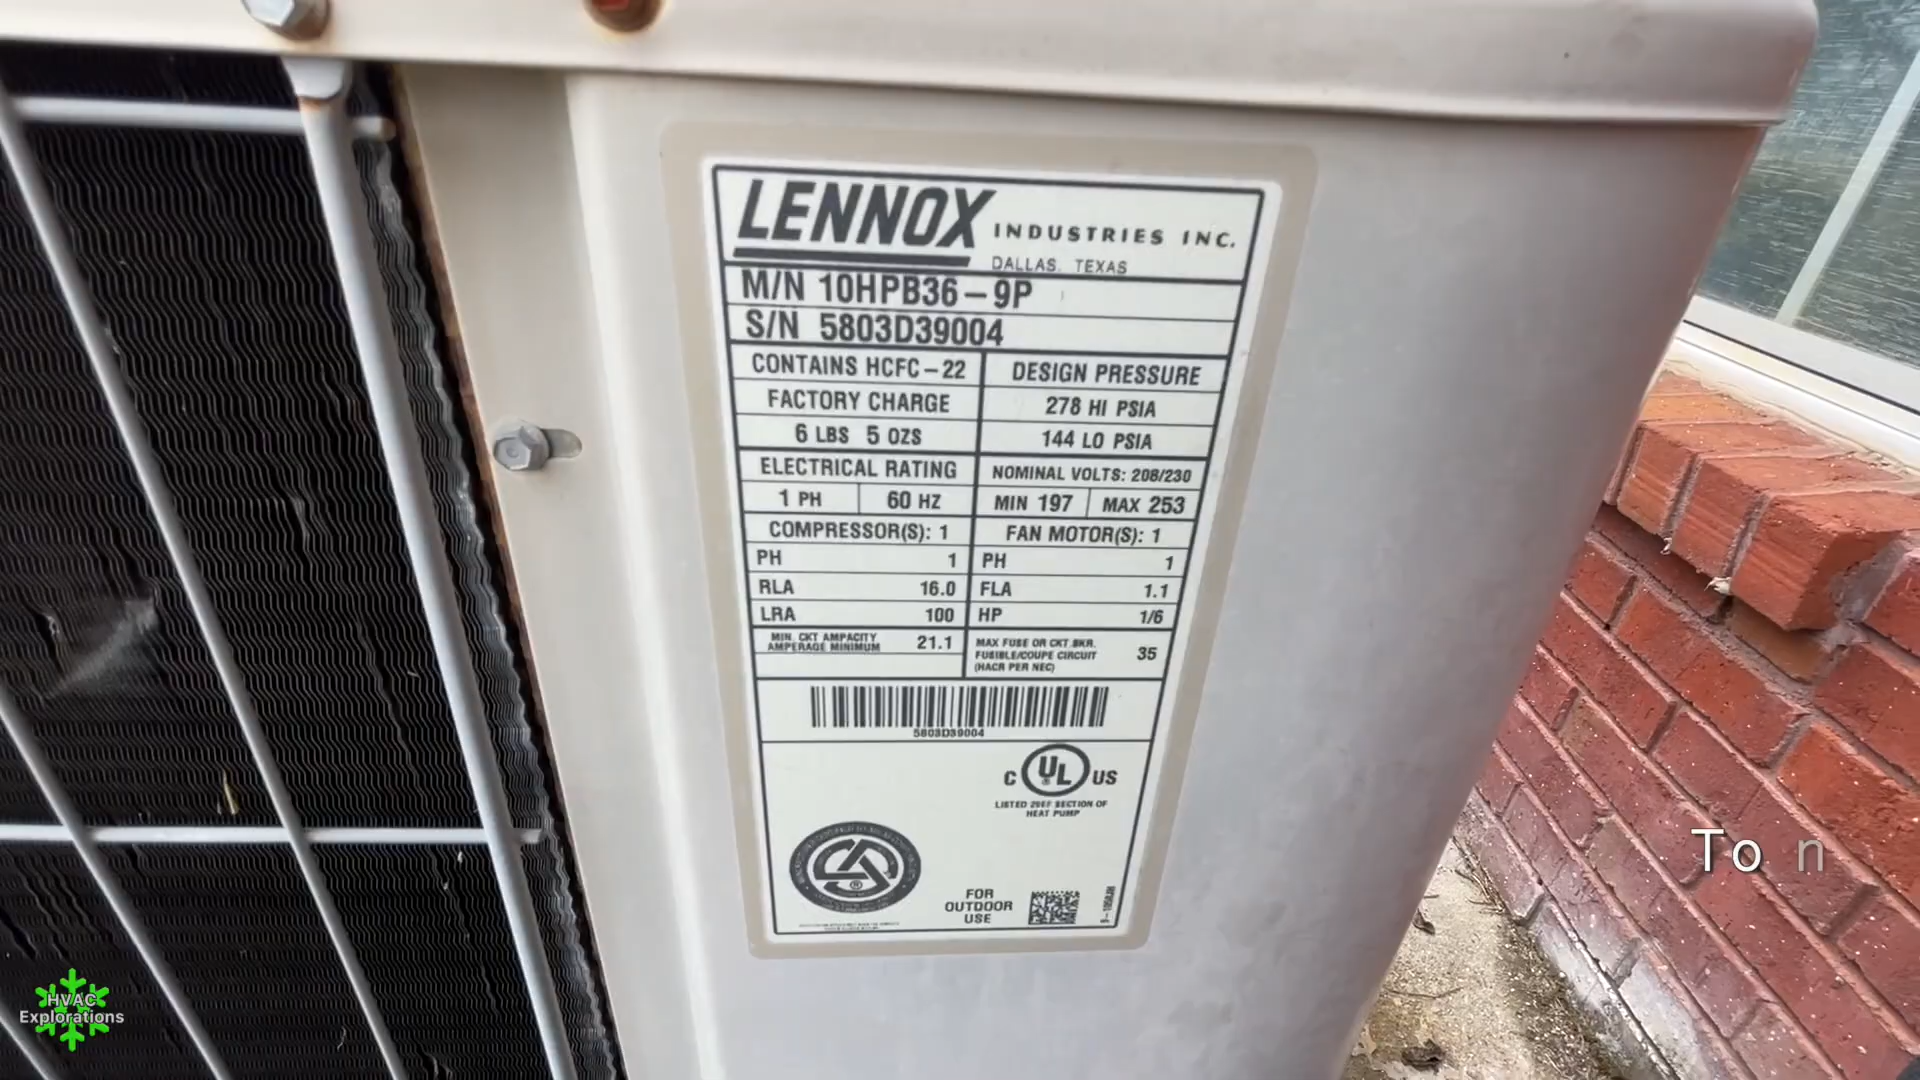 LENNOX INDUSTRIES INC.
DALLAS, TEXAS
M/N 10HPB36-9P
S/N 5803D39004
CONTAINS HCFC-22
FACTORY CHARGE
6 LBS 5 OZS
DESIGN PRESSURE
278 HI PSIA
144 LO PSIA
ELECTRICAL RATING
NOMINAL VOLTS: 208/230
1 PH 60 HZ
MIN 197 MAX 253
COMPRESSOR(S): 1
FAN MOTOR(S): 1
PH 1
PH 1
RLA 16.0
FLA 1.1
LRA 100
HP 1/6
MIN. CKT AMPACITY
AMPERAGE MINIMUM
21.1
MAX FUSE OR CKT.BKR.
FUSIBLE/COUPE CIRCUIT
(HACR PER NEC)
35
5803D39004
C UL US
®
LISTED SECTION OF
HEAT PUMP
®
FOR
OUTDOOR
USE
To n
HVAC
Explorations